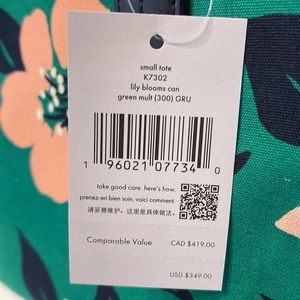 small tote
K7302
lily blooms can
green mult (300) GRU
1 96021 07734 0
take good care. here's how.
prenez-en bien soin. voici comment.
请妥善维护。这里是具体做法。
Comparable Value CAD $419.00
USD $349.00